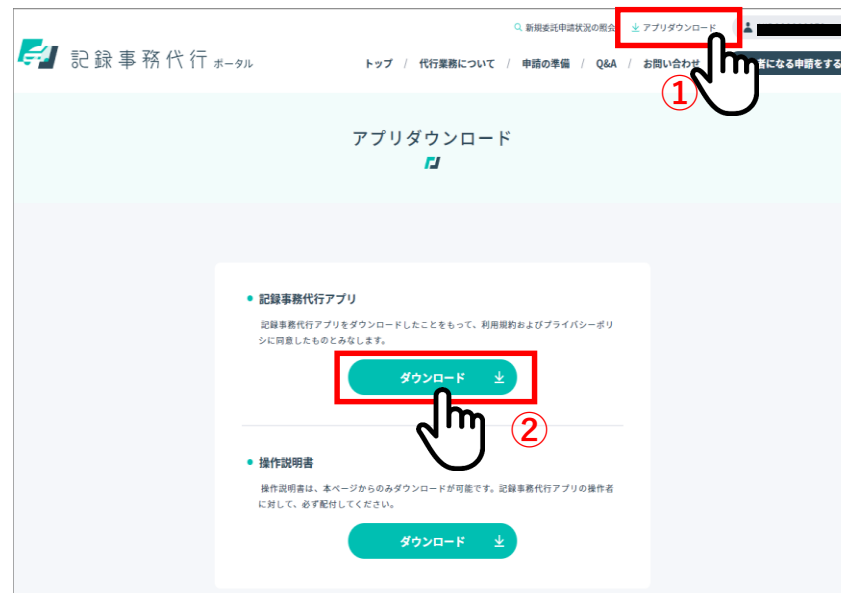 新規委託申請状況の照会 アプリダウンロード
記録事務代行 ポータル
トップ / 代行業務について / 申請の準備 / Q&A / お問い合わせ 者になる申請をする
①
アプリダウンロード
記録事務代行アプリ
記録事務代行アプリをダウンロードしたことをもって、利用規約およびプライバシーポリ
シに同意したものとみなします。
ダウンロード
②
操作説明書
操作説明書は、本ページからのみダウンロードが可能です。記録事務代行アプリの操作者
に対して、必ず配付してください。
ダウンロード